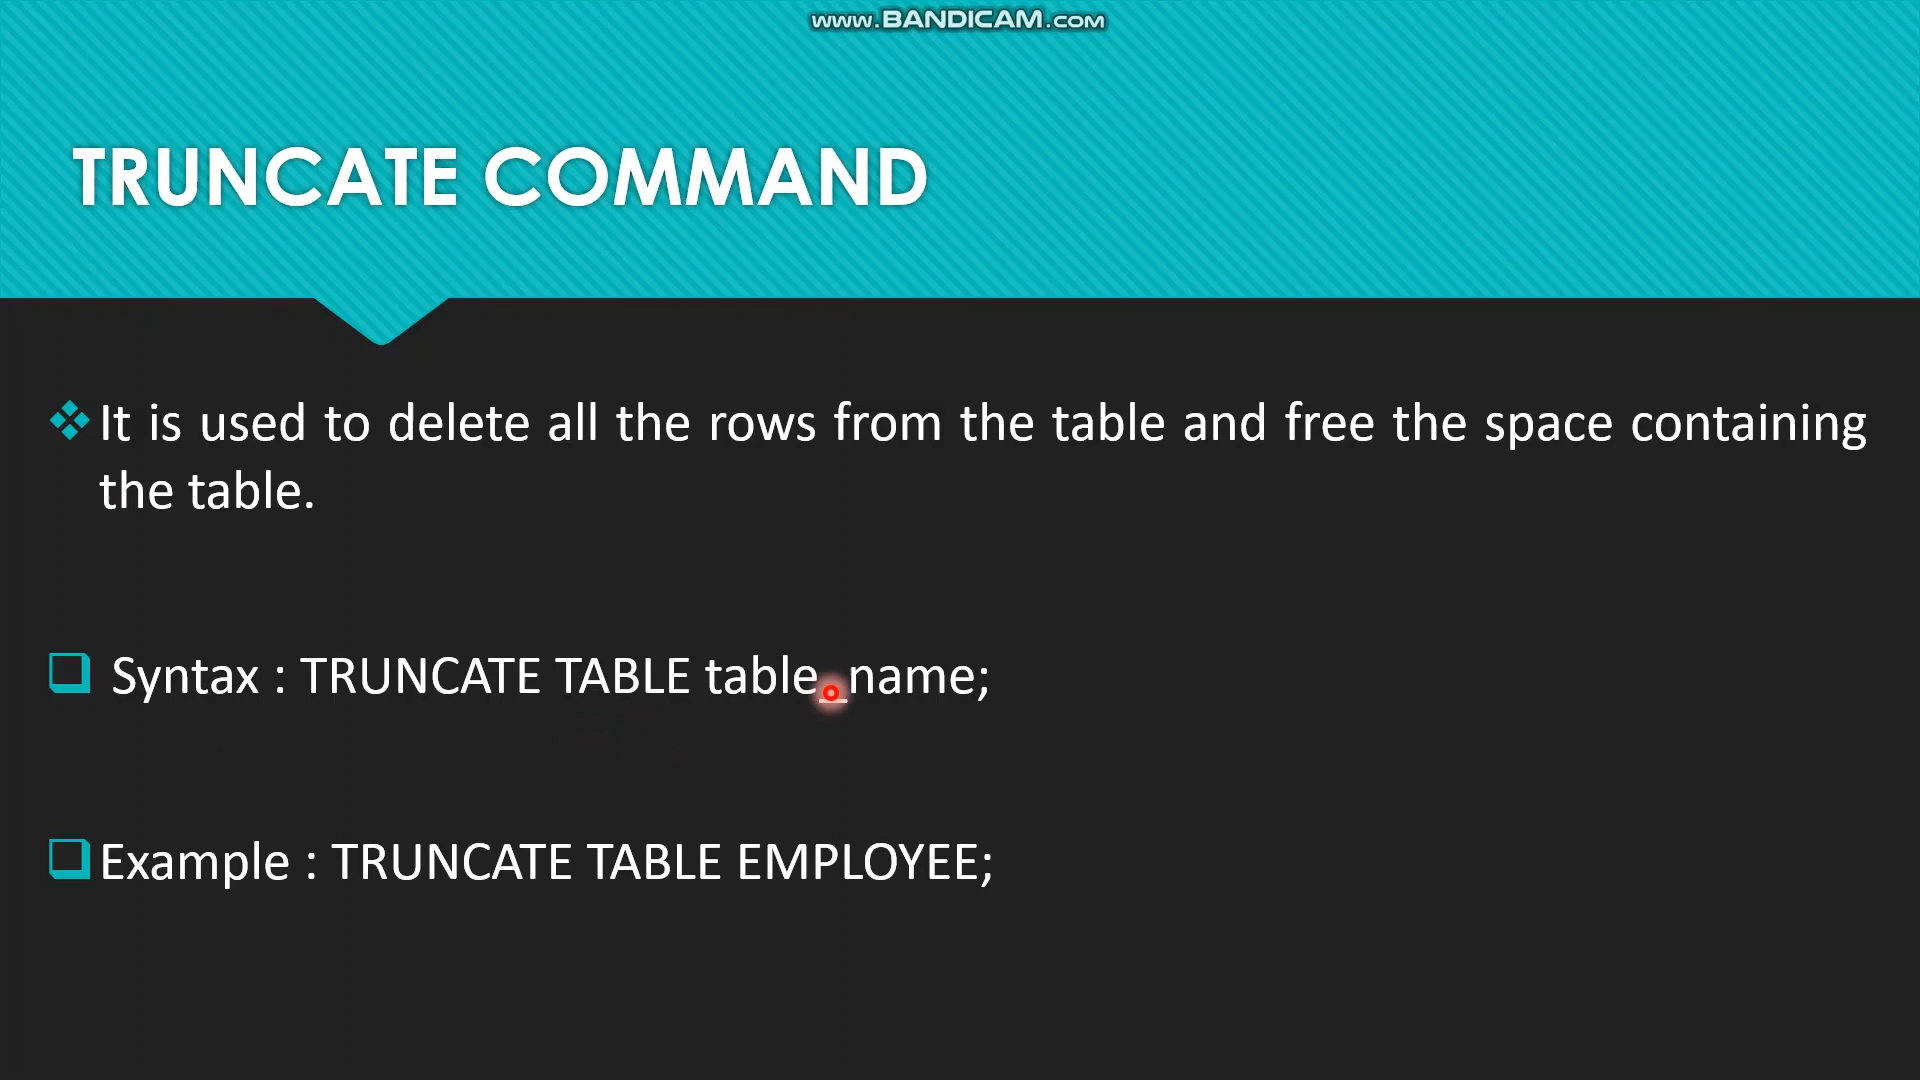 www.BANDICAM.com
TRUNCATE COMMAND
It is used to delete all the rows from the table and free the space containing
the table.
Syntax : TRUNCATE TABLE table_name;
Example : TRUNCATE TABLE EMPLOYEE;